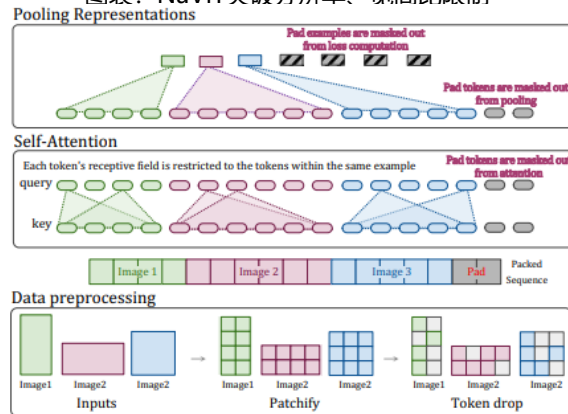 Pooling Representations
Pad examples are masked out
from loss computation
Pad tokens are masked out
from pooling
Self-Attention
Each token's receptive field is restricted to the tokens within the same example
Pad tokens are masked out
from attention
query
key
Image 1
Image 2
Image 3
Pad
Packed
Sequence
Data preprocessing
Image1
Image2
Image2
Image1
Image2
Image2
Image1
Image2
Image2
Inputs
Patchify
Token drop